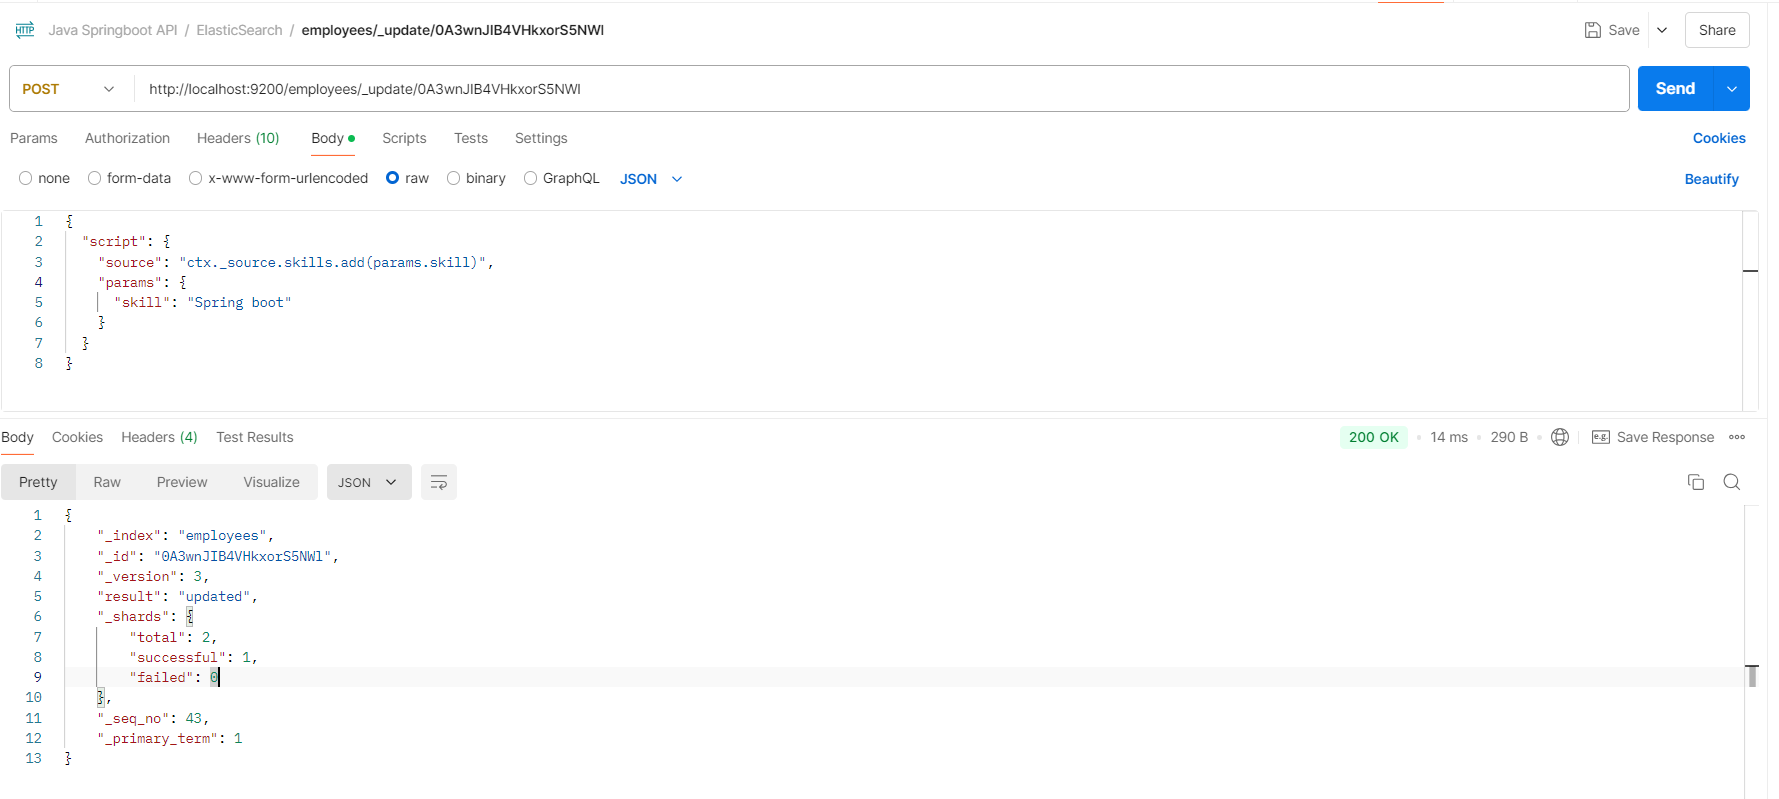 HTTP Java Springboot API / ElasticSearch / employees/_update/0A3wnJIB4VHkxorS5NWl Save Share
POST http://localhost:9200/employees/_update/0A3wnJIB4VHkxorS5NWl Send
Params Authorization Headers (10) Body Scripts Tests Settings Cookies
none form-data x-www-form-urlencoded raw binary GraphQL JSON Beautify
1 {
2 "script": {
3 "source": "ctx._source.skills.add(params.skill)",
4 "params": {
5 "skill": "Spring boot"
6 }
7 }
8 }
Body Cookies Headers (4) Test Results 200 OK 14 ms 290 B e.g. Save Response
Pretty Raw Preview Visualize JSON
1 {
2 "_index": "employees",
3 "_id": "0A3wnJIB4VHkxorS5NWl",
4 "_version": 3,
5 "result": "updated",
6 "_shards": {
7 "total": 2,
8 "successful": 1,
9 "failed": 0
10 },
11 "_seq_no": 43,
12 "_primary_term": 1
13 }